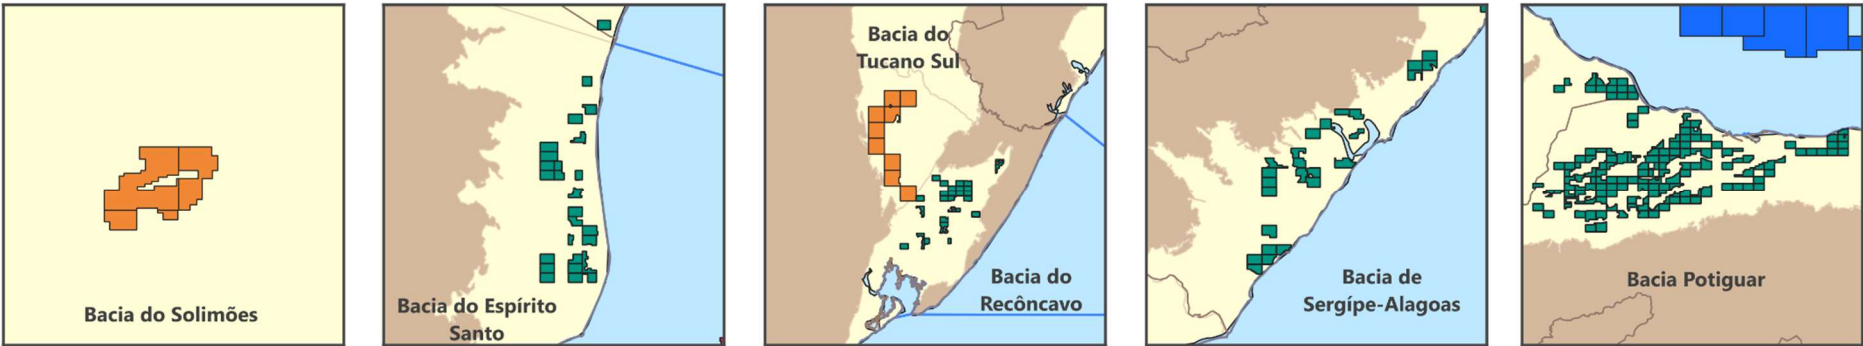 Bacia do Solimões
Bacia do Espírito
Santo
Bacia do
Tucano Sul
Bacia do
Recôncavo
Bacia de
Sergípe-Alagoas
Bacia Potiguar